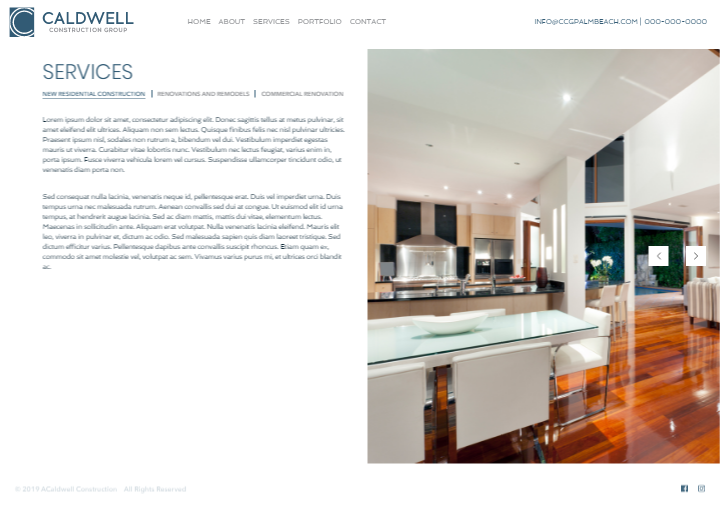 CALDWELL
CONSTRUCTION GROUP
HOME ABOUT SERVICES PORTFOLIO CONTACT
INFO@CCGPALMBEACH.COM | 000-000-0000
SERVICES
NEW RESIDENTIAL CONSTRUCTION | RENOVATIONS AND REMODELS | COMMERCIAL RENOVATION
Lorem ipsum dolor sit amet, consectetur adipiscing elit. Donec sagittis tellus at metus pulvinar, sit
amet eleifend elit ultrices. Aliquam non sem lectus. Quisque finibus felis nec nisl pulvinar ultricies.
Praesent ipsum nisl, sodales non rutrum a, bibendum vel dui. Vestibulum imperdiet egestas
mauris ut viverra. Curabitur vitae lobortis nunc. Vestibulum nec lectus feugiat, varius enim in,
porta ipsum. Fusce viverra vehicula lorem vel cursus. Suspendisse ullamcorper tincidunt odio, ut
venenatis diam porta non.
Sed consequat nulla lacinia, venenatis neque id, pellentesque erat. Duis vel imperdiet urna. Duis
tempus urna nec malesuada rutrum. Aenean convallis sed dui at congue. Ut euismod elit id urna
tempus, at hendrerit augue lacinia. Sed ac diam mattis, mattis dui vitae, elementum lectus.
Maecenas in sollicitudin ante. Aliquam erat volutpat. Nulla venenatis lacinia eleifend. Mauris elit
leo, viverra in pulvinar et, dictum ac odio. Sed malesuada sapien quis diam laoreet tristique. Sed
dictum efficitur varius. Pellentesque dapibus ante convallis suscipit rhoncus. Etiam quam ex,
commodo sit amet molestie vel, volutpat ac sem. Vivamus varius purus mi, et ultrices orci blandit
ac.
© 2019 ACaldwell Construction All Rights Reserved